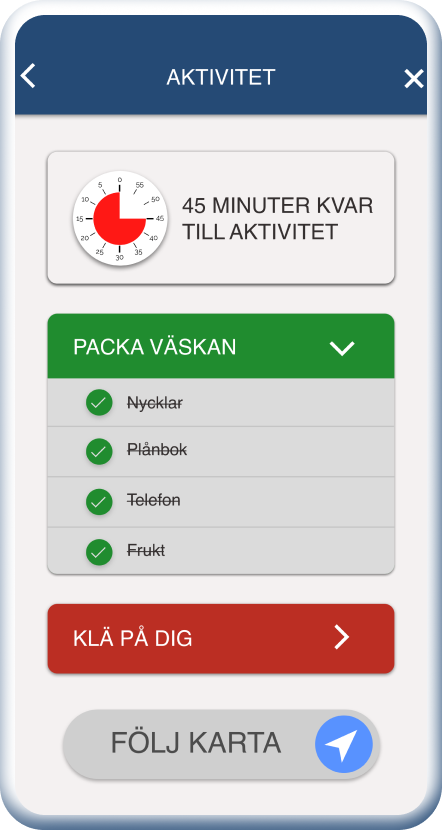 AKTIVITET
0
5 55
10 50
15 45
20 40
25 35
30
45 MINUTER KVAR
TILL AKTIVITET
PACKA VÄSKAN
Nycklar
Plånbok
Telefon
Frukt
KLÄ PÅ DIG
FÖLJ KARTA